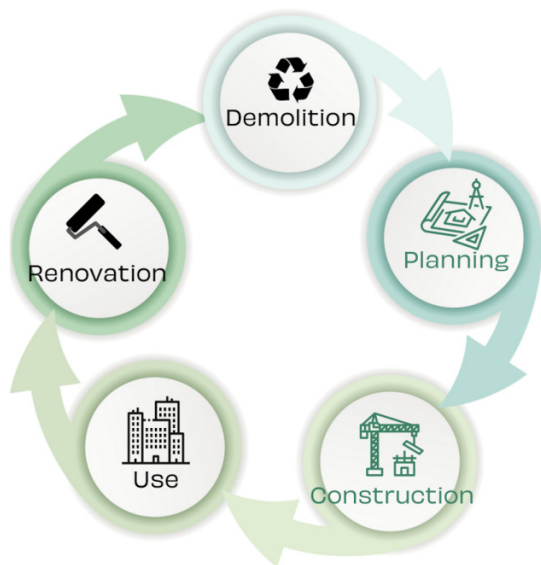 Demolition
Planning
Construction
Use
Renovation